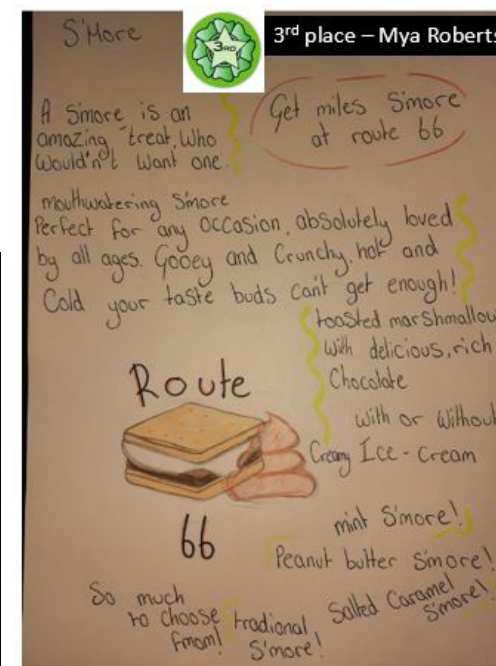 S'More
3RD
3rd place – Mya Roberts
A S'more is an
amazing treat. Who
Wouldn't want one.
Get miles S'more
at route 66
mouthwatering S'more
Perfect for any occasion, absolutely loved
by all ages. Gooey and Crunchy, hot and
Cold your taste buds can't get enough!
toasted marshmallow
with delicious, rich
Chocolate
with or without
Creamy Ice - Cream
Route
66
mint S'more!
Peanut butter S'more!
Salted Caramel
S'more!
So much
to choose
fmom!
tradional
S'more!